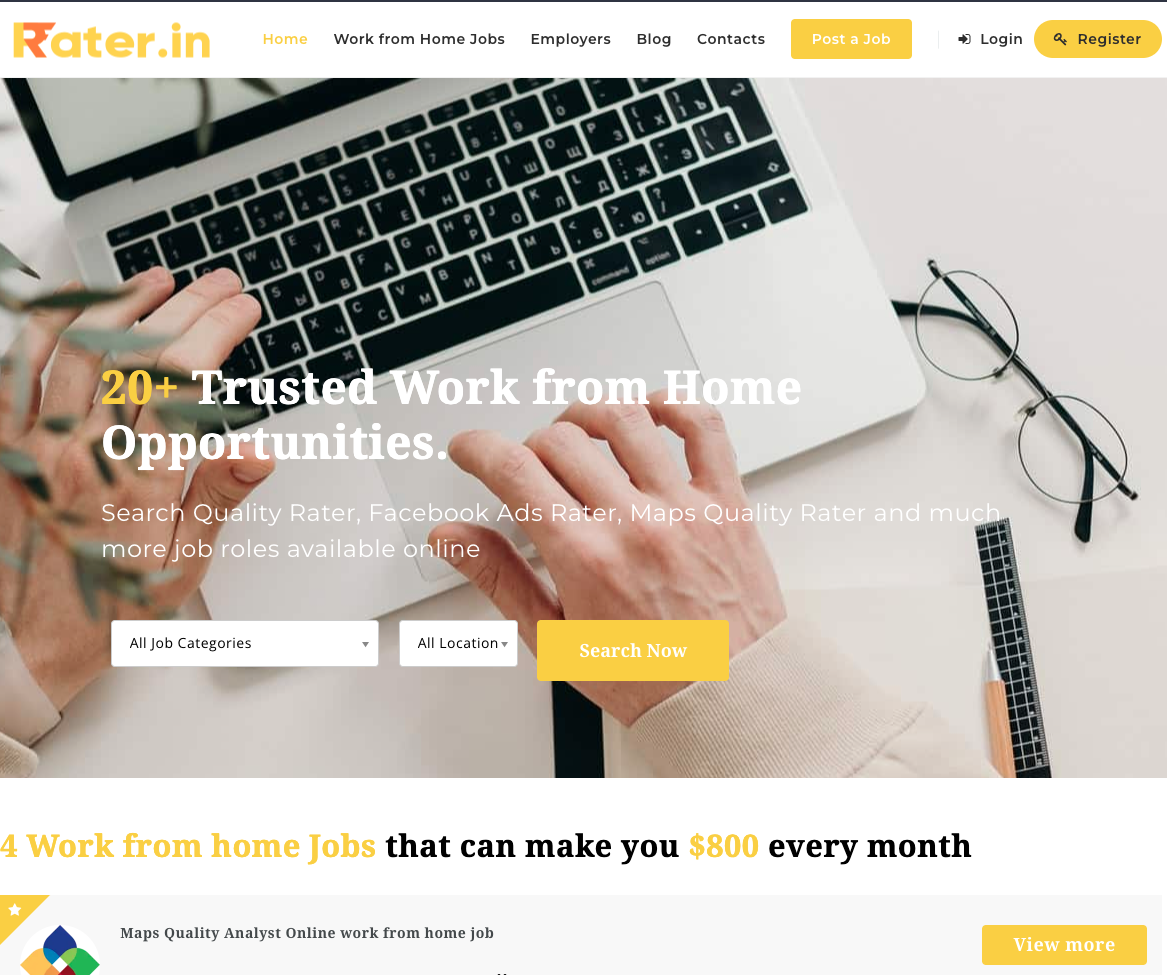 Rater.in
Home Work from Home Jobs Employers Blog Contacts Post a Job Login Register
20+ Trusted Work from Home
Opportunities.
Search Quality Rater, Facebook Ads Rater, Maps Quality Rater and much
more job roles available online
All Job Categories All Location Search Now
4 Work from home Jobs that can make you $800 every month
Maps Quality Analyst Online work from home job
View more
command
option